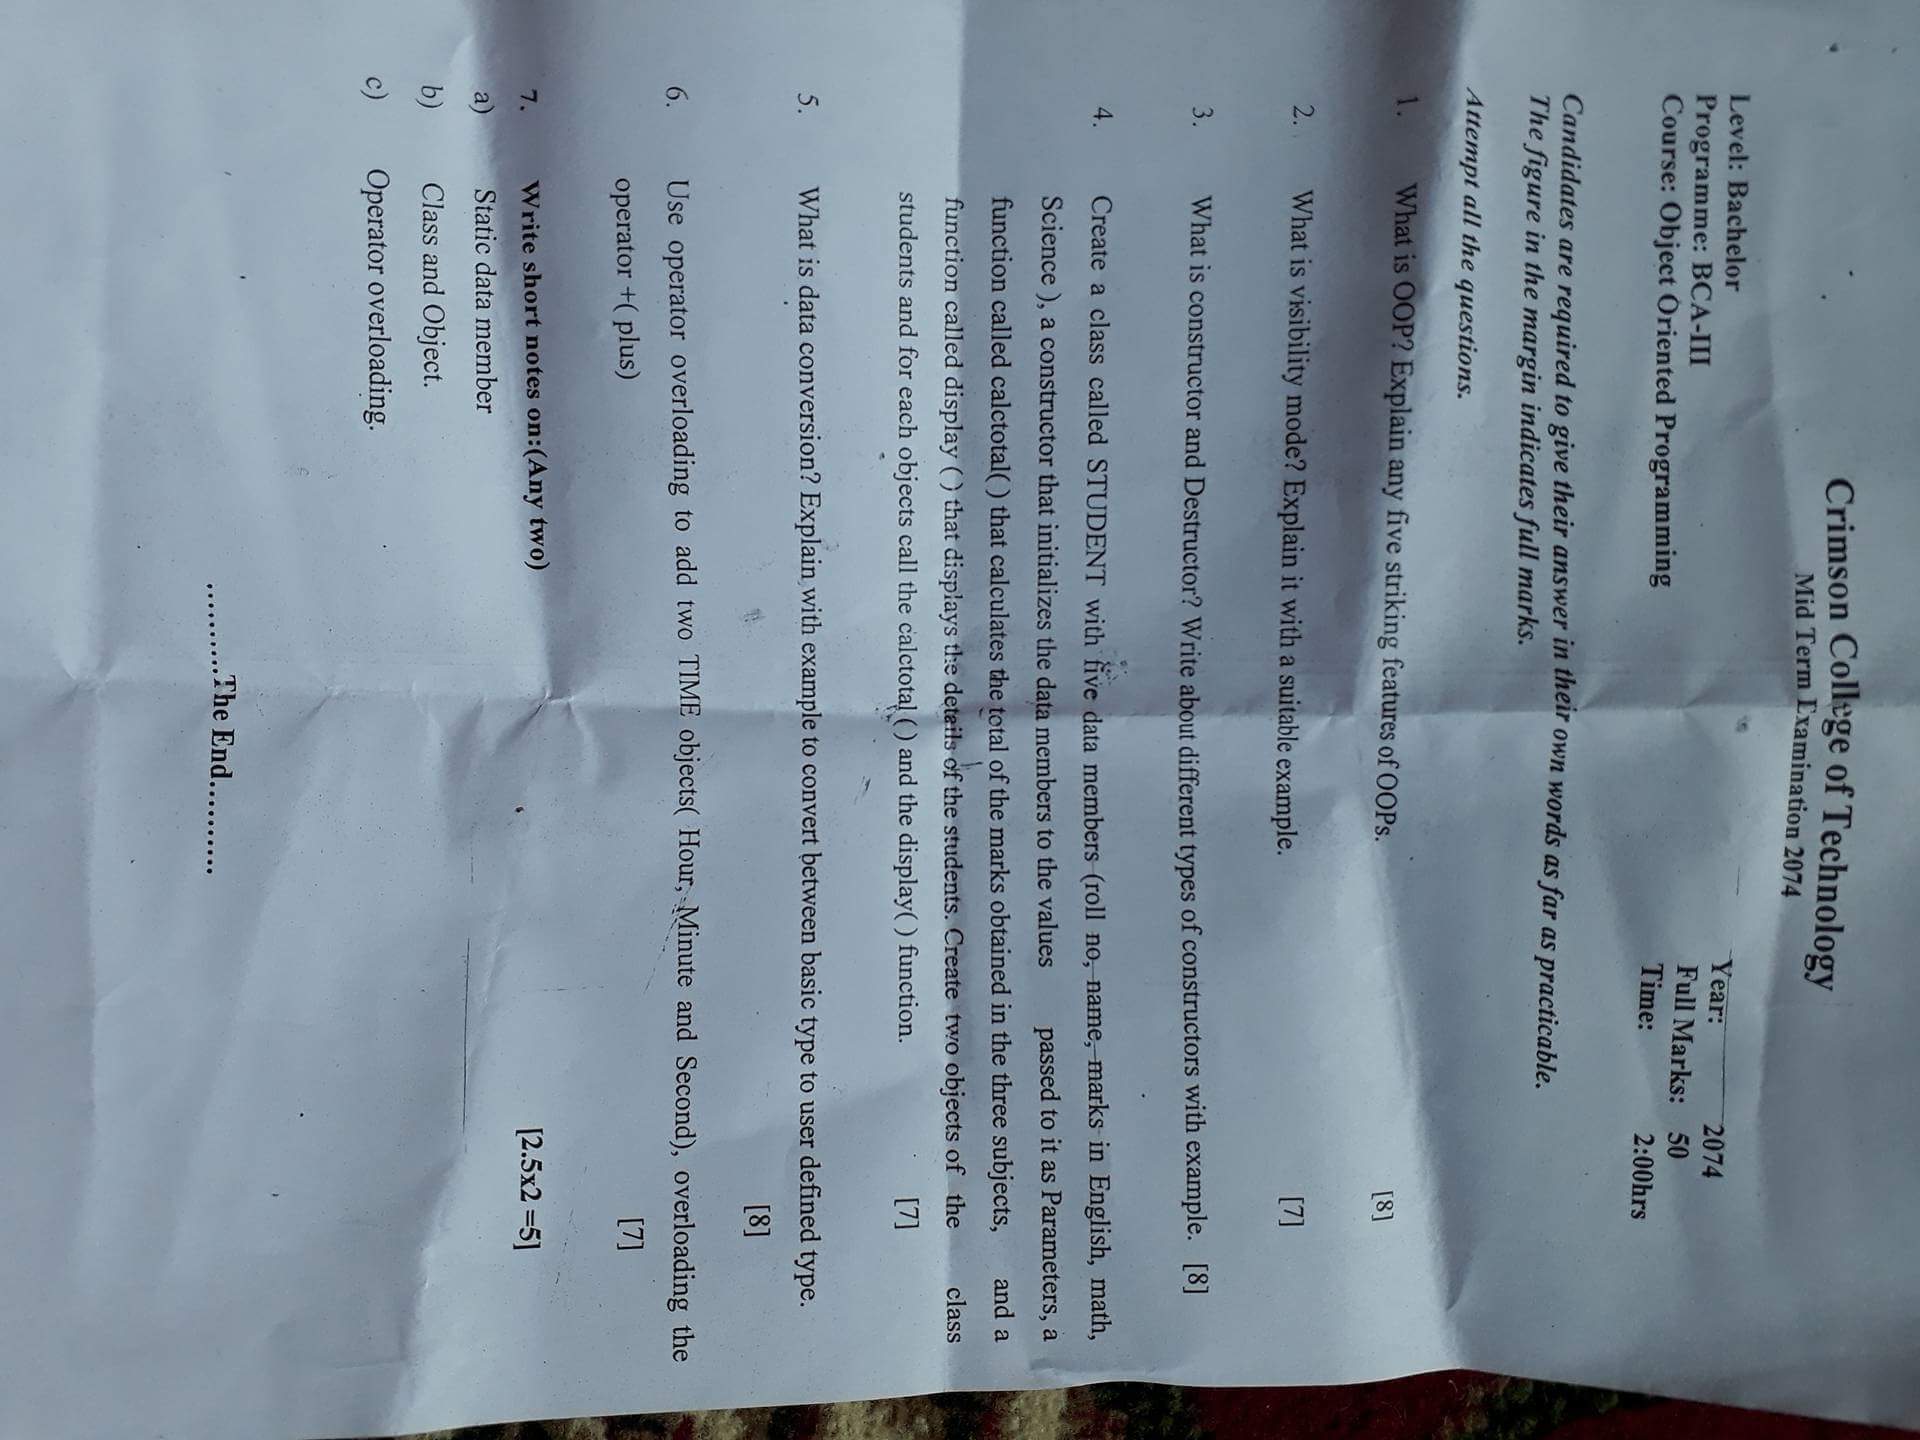 Crimson College of Technology
Mid Term Examination 2074
Level: Bachelor
Programme: BCA-III
Course: Object Oriented Programming
Year: 2074
Full Marks: 50
Time: 2:00hrs
Candidates are required to give their answer in their own words as far as practicable.
The figure in the margin indicates full marks.
Attempt all the questions.
1. What is OOP? Explain any five striking features of OOPs. [8]
2. What is visibility mode? Explain it with a suitable example. [7]
3. What is constructor and Destructor? Write about different types of constructors with example. [8]
4. Create a class called STUDENT with five data members (roll no, name, marks in English, math,
Science ), a constructor that initializes the data members to the values passed to it as Parameters, a
function called calctotal( ) that calculates the total of the marks obtained in the three subjects, and a
function called display ( ) that displays the details of the students. Create two objects of the class
students and for each objects call the calctotal ( ) and the display( ) function. [7]
5. What is data conversion? Explain with example to convert between basic type to user defined type.
[8]
6. Use operator overloading to add two TIME objects( Hour, Minute and Second), overloading the
operator +( plus) [7]
7. Write short notes on:(Any two) [2.5x2 =5]
a) Static data member
b) Class and Object.
c) Operator overloading.
..........The End..........